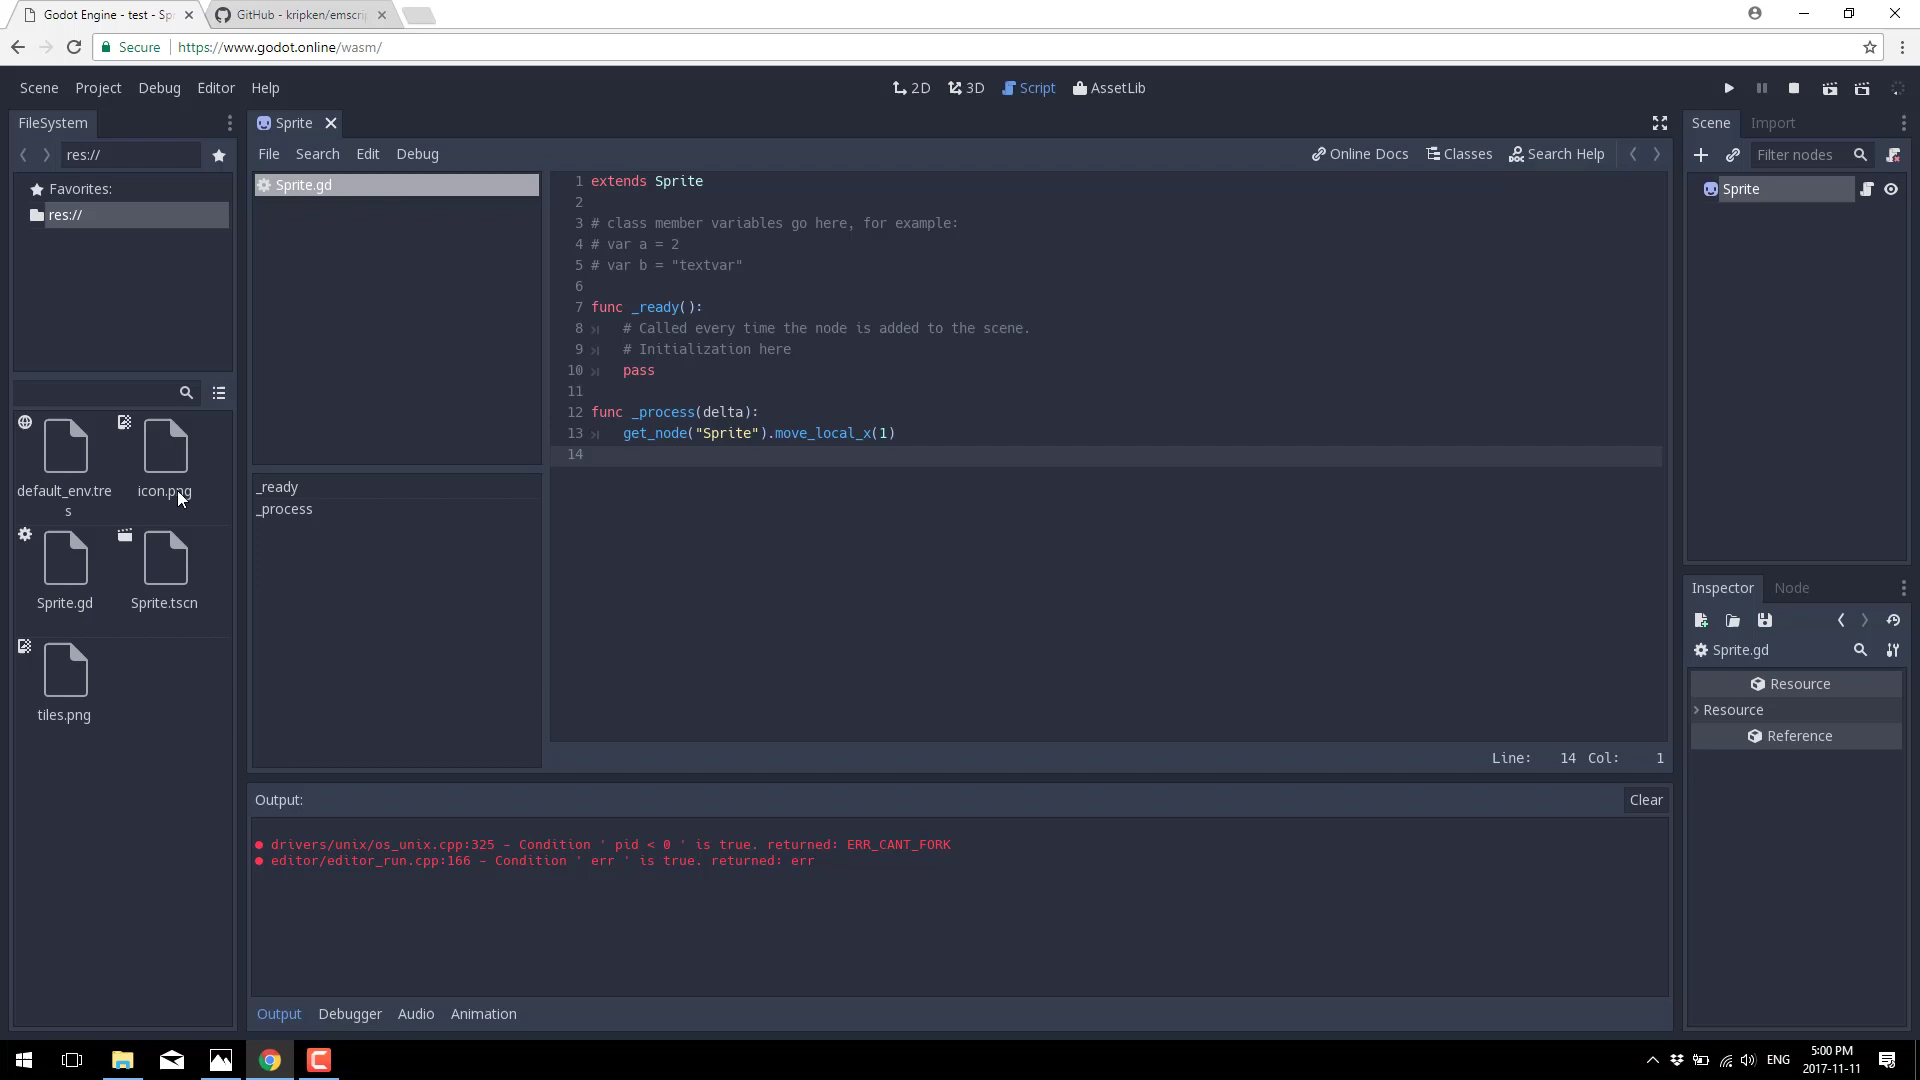 Godot Engine - test - Sp
GitHub - kripken/emscri
Secure
https://www.godot.online/wasm/
Scene Project Debug Editor Help
2D 3D Script AssetLib
FileSystem
res://
Favorites:
res://
default_env.tre
s
icon.png
Sprite.gd
Sprite.tscn
tiles.png
Sprite
File Search Edit Debug
Online Docs Classes Search Help
Sprite.gd
_ready
_process
1 extends Sprite
2
3 # class member variables go here, for example:
4 # var a = 2
5 # var b = "textvar"
6
7 func _ready():
8 # Called every time the node is added to the scene.
9 # Initialization here
10 pass
11
12 func _process(delta):
13 get_node("Sprite").move_local_x(1)
14
Line: 14 Col: 1
Output:
Clear
drivers/unix/os_unix.cpp:325 - Condition ' pid < 0 ' is true. returned: ERR_CANT_FORK
editor/editor_run.cpp:166 - Condition ' err ' is true. returned: err
Output Debugger Audio Animation
Scene Import
Filter nodes
Sprite
Inspector Node
Sprite.gd
Resource
Resource
Reference
ENG
5:00 PM
2017-11-11